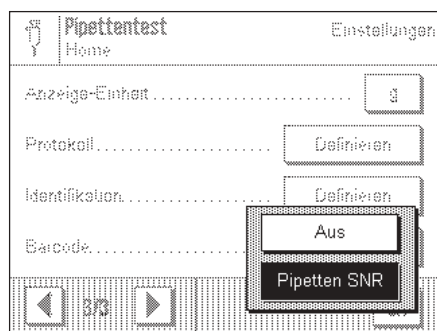 Pipettentest
Einstellungen
Home
Anzeige-Einheit
g
Protokoll
Definieren
Identifikation
Definieren
Barcode
Aus
Pipetten SNR
3/3